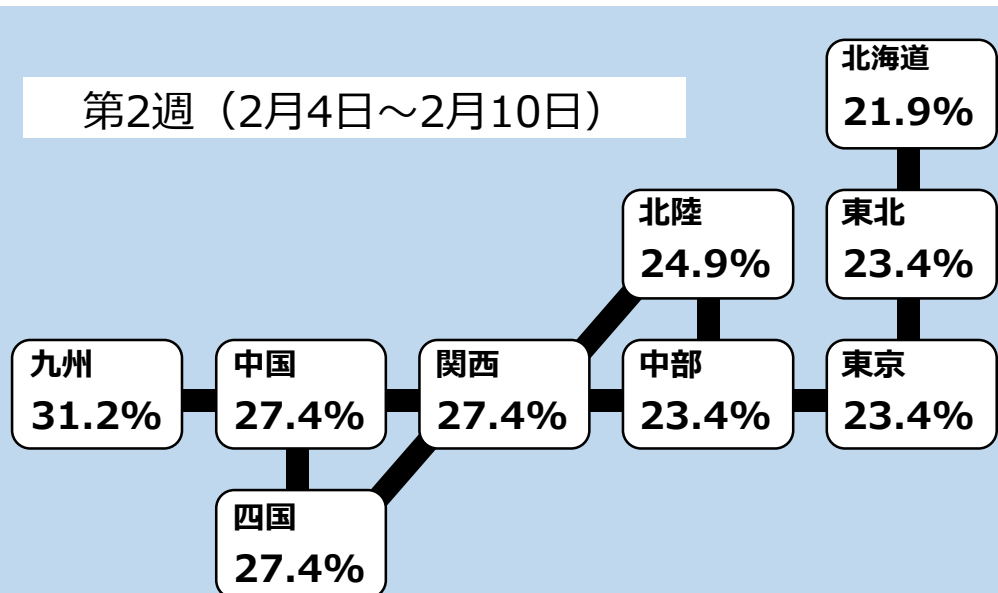 北海道
21.9%
第2週（2月4日～2月10日）
北陸
24.9%
東北
23.4%
九州
31.2%
中国
27.4%
関西
27.4%
中部
23.4%
東京
23.4%
四国
27.4%